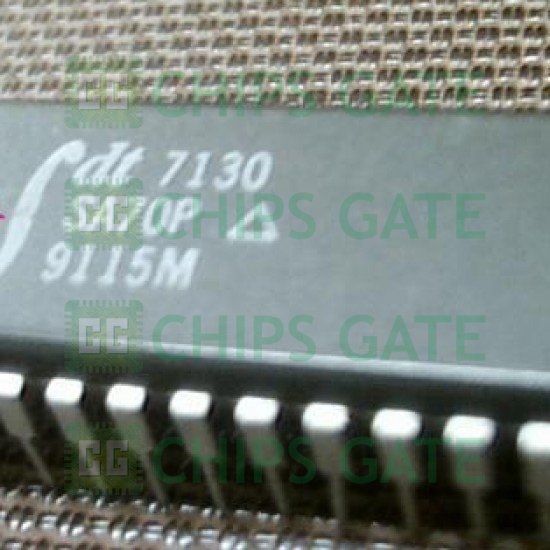 CHIPS GATE
idt 7130
SA70P
CHIPS GATE
9115M
CHIPS GATE
CHIPS GATE